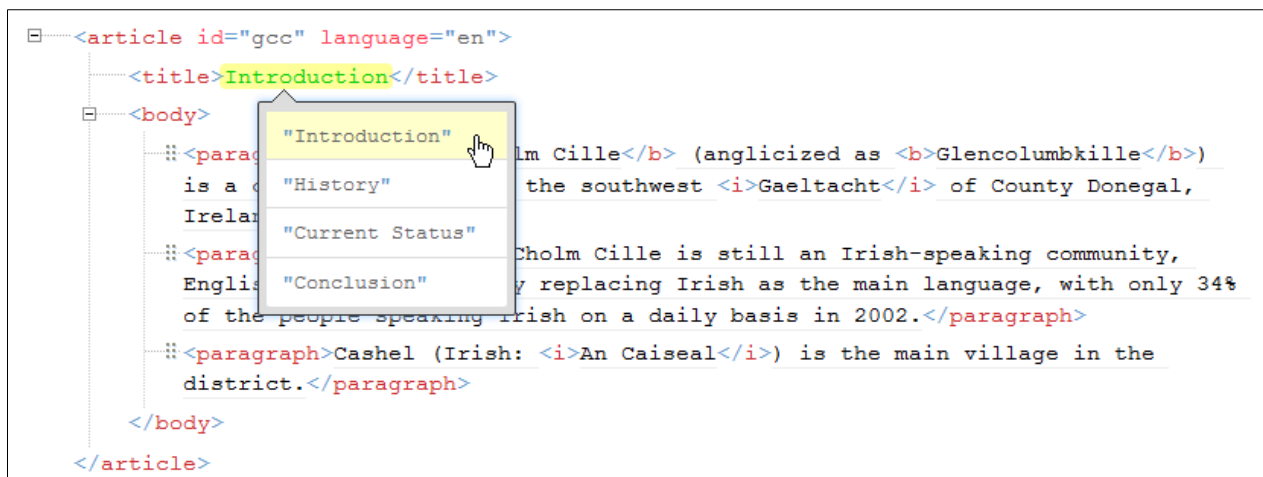 <article id="gcc" language="en">
<title>Introduction</title>
<body>
"Introduction"
"History"
"Current Status"
"Conclusion"
<parag lm Cille</b> (anglicized as <b>Glencolumbkille</b>)
is a the southwest <i>Gaeltacht</i> of County Donegal,
Irelan
<parag Cholm Cille is still an Irish-speaking community,
Englis y replacing Irish as the main language, with only 34%
of the people speaking Irish on a daily basis in 2002.</paragraph>
<paragraph>Cashel (Irish: <i>An Caiseal</i>) is the main village in the
district.</paragraph>
</body>
</article>